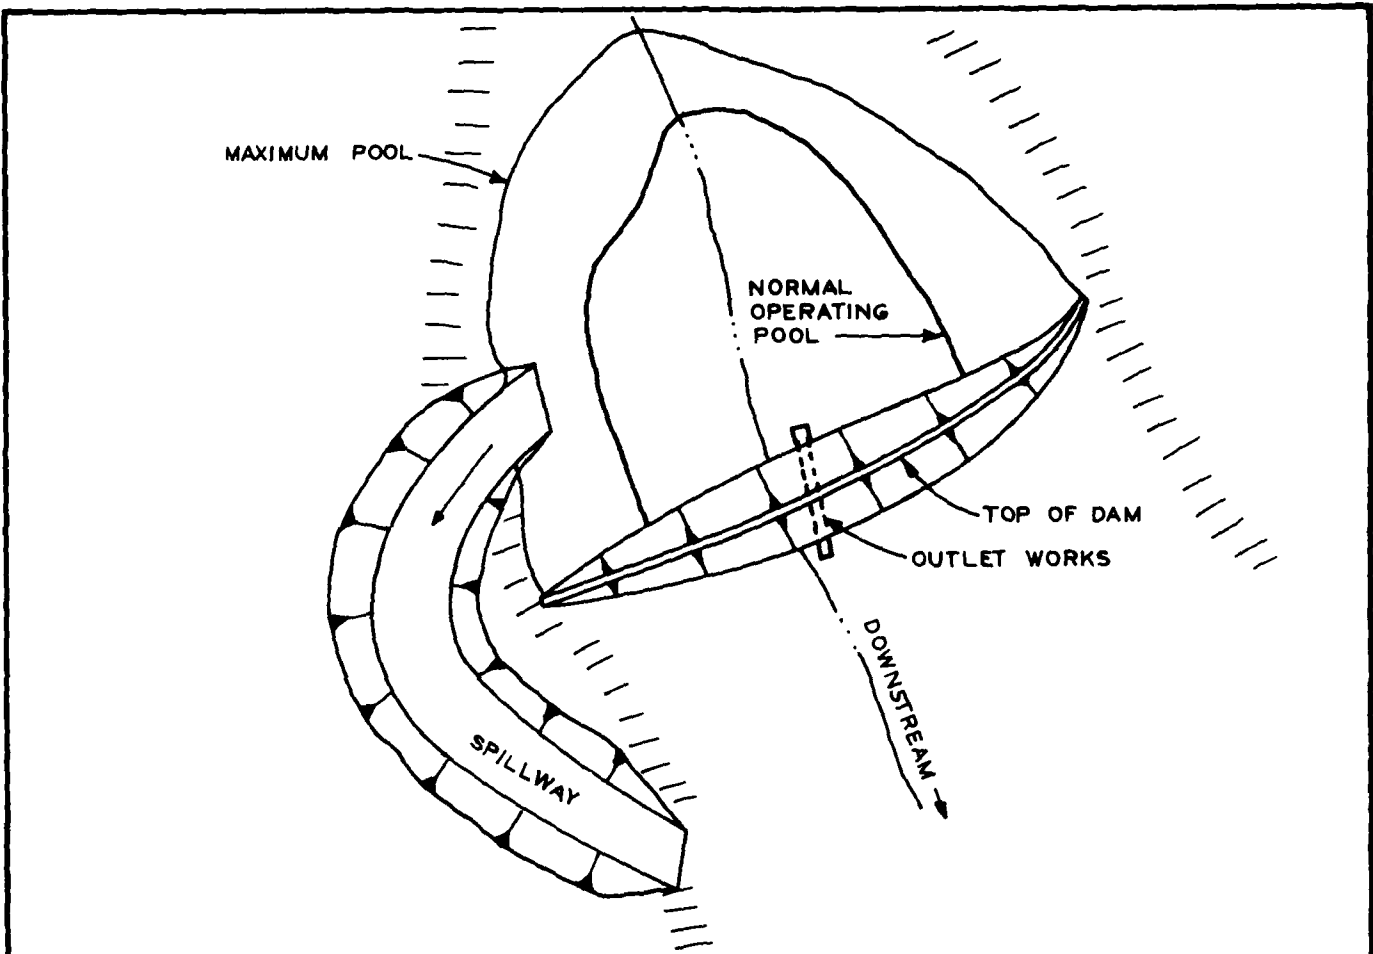 MAXIMUM POOL
NORMAL
OPERATING
POOL
TOP OF DAM
OUTLET WORKS
DOWNSTREAM
SPILLWAY